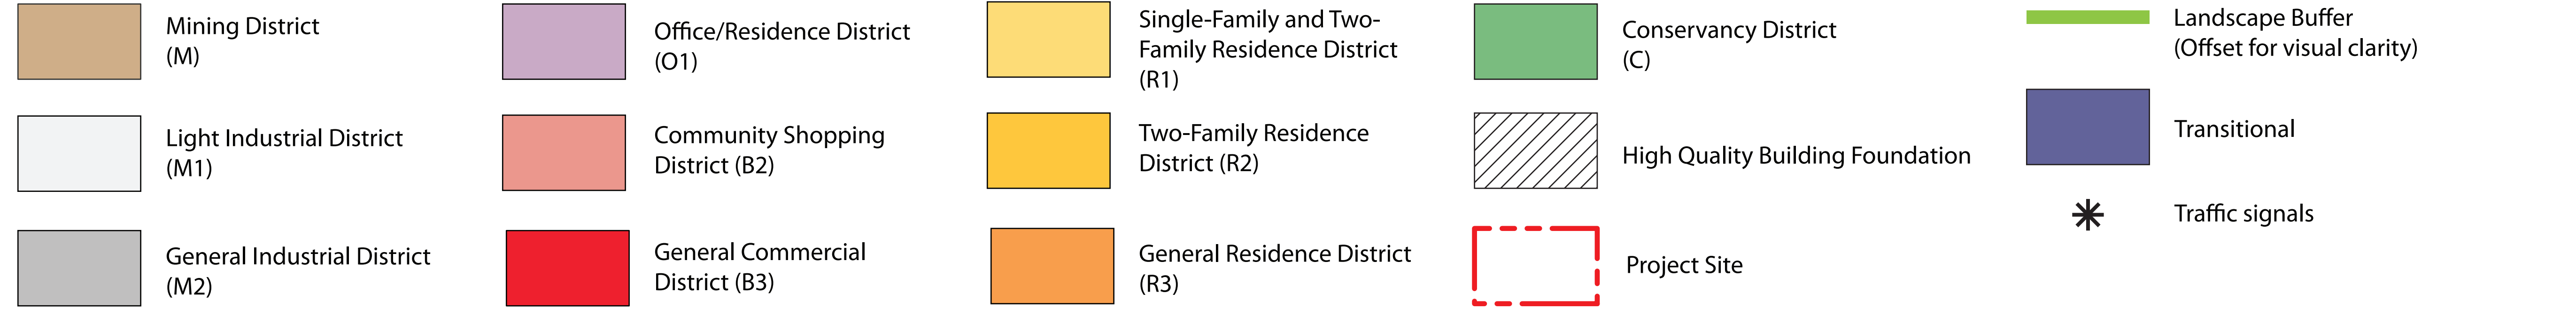 Mining District
(M)
Light Industrial District
(M1)
General Industrial District
(M2)
Office/Residence District
(O1)
Community Shopping
District (B2)
General Commercial
District (B3)
Single-Family and Two-
Family Residence District
(R1)
Two-Family Residence
District (R2)
General Residence District
(R3)
Conservancy District
(C)
High Quality Building Foundation
Project Site
Landscape Buffer
(Offset for visual clarity)
Transitional
Traffic signals